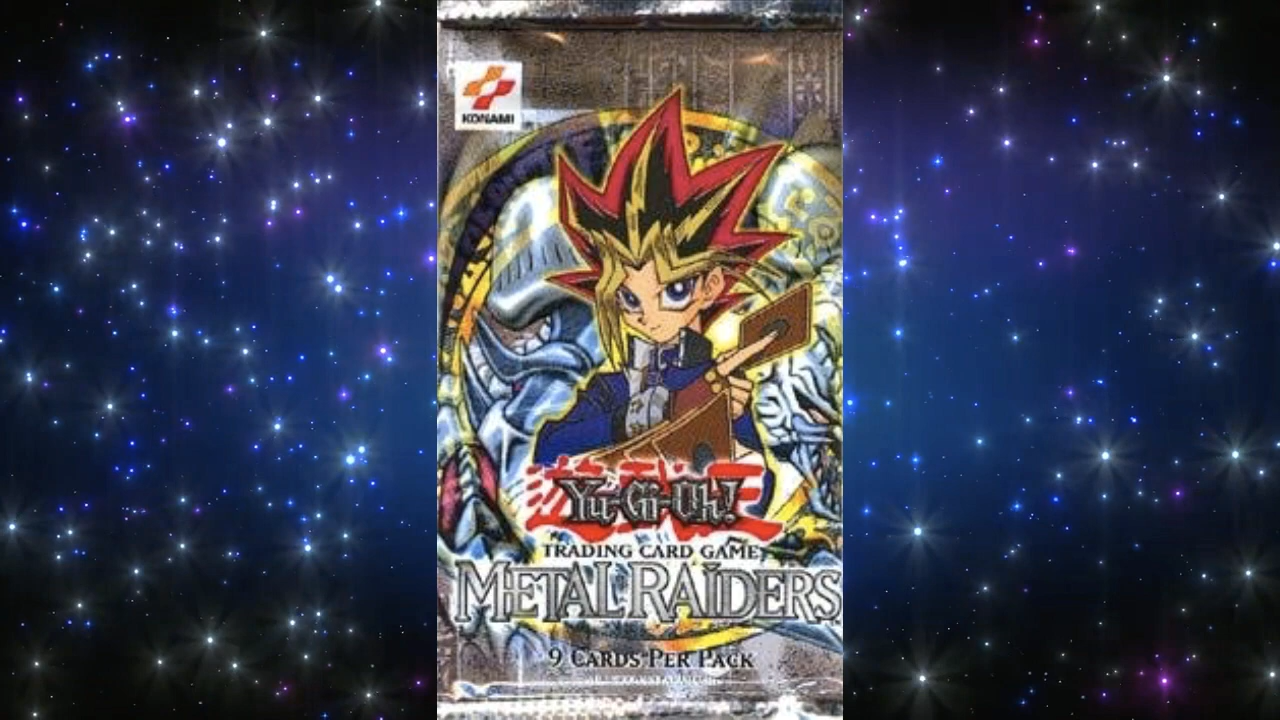 KONAMI
遊戯王
Yu-Gi-Oh!
TRADING CARD GAME
METAL RAIDERS
9 CARDS PER PACK